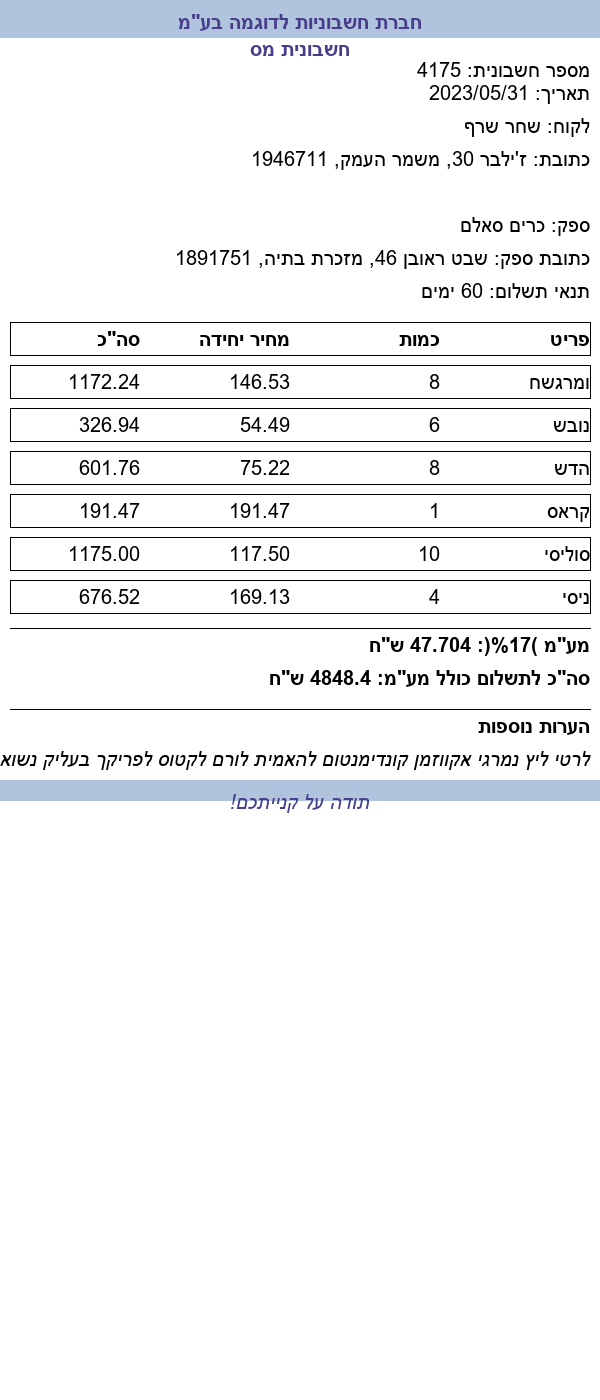 חברת חשבוניות לדוגמה בע"מ
חשבונית מס
מספר חשבונית: 4175
תאריך: 2023/05/31
לקוח: שחר שרף
כתובת: ז'ילבר 30, משמר העמק, 1946711
ספק: כרים סאלם
כתובת ספק: שבט ראובן 46, מזכרת בתיה, 1891751
תנאי תשלום: 60 ימים
פריט כמות מחיר יחידה סה"כ
ומרגשח 8 146.53 1172.24
נובש 6 54.49 326.94
הדש 8 75.22 601.76
קראס 1 191.47 191.47
סוליסי 10 117.50 1175.00
ניסי 4 169.13 676.52
מע"מ )17%(: 47.704 ש"ח
סה"כ לתשלום כולל מע"מ: 4848.4 ש"ח
הערות נוספות
לרטי ליץ נמרגי אקווזמן קונדימנטום להאמית לורם לקטוס לפריקך בעליק נשוא
תודה על קנייתכם!